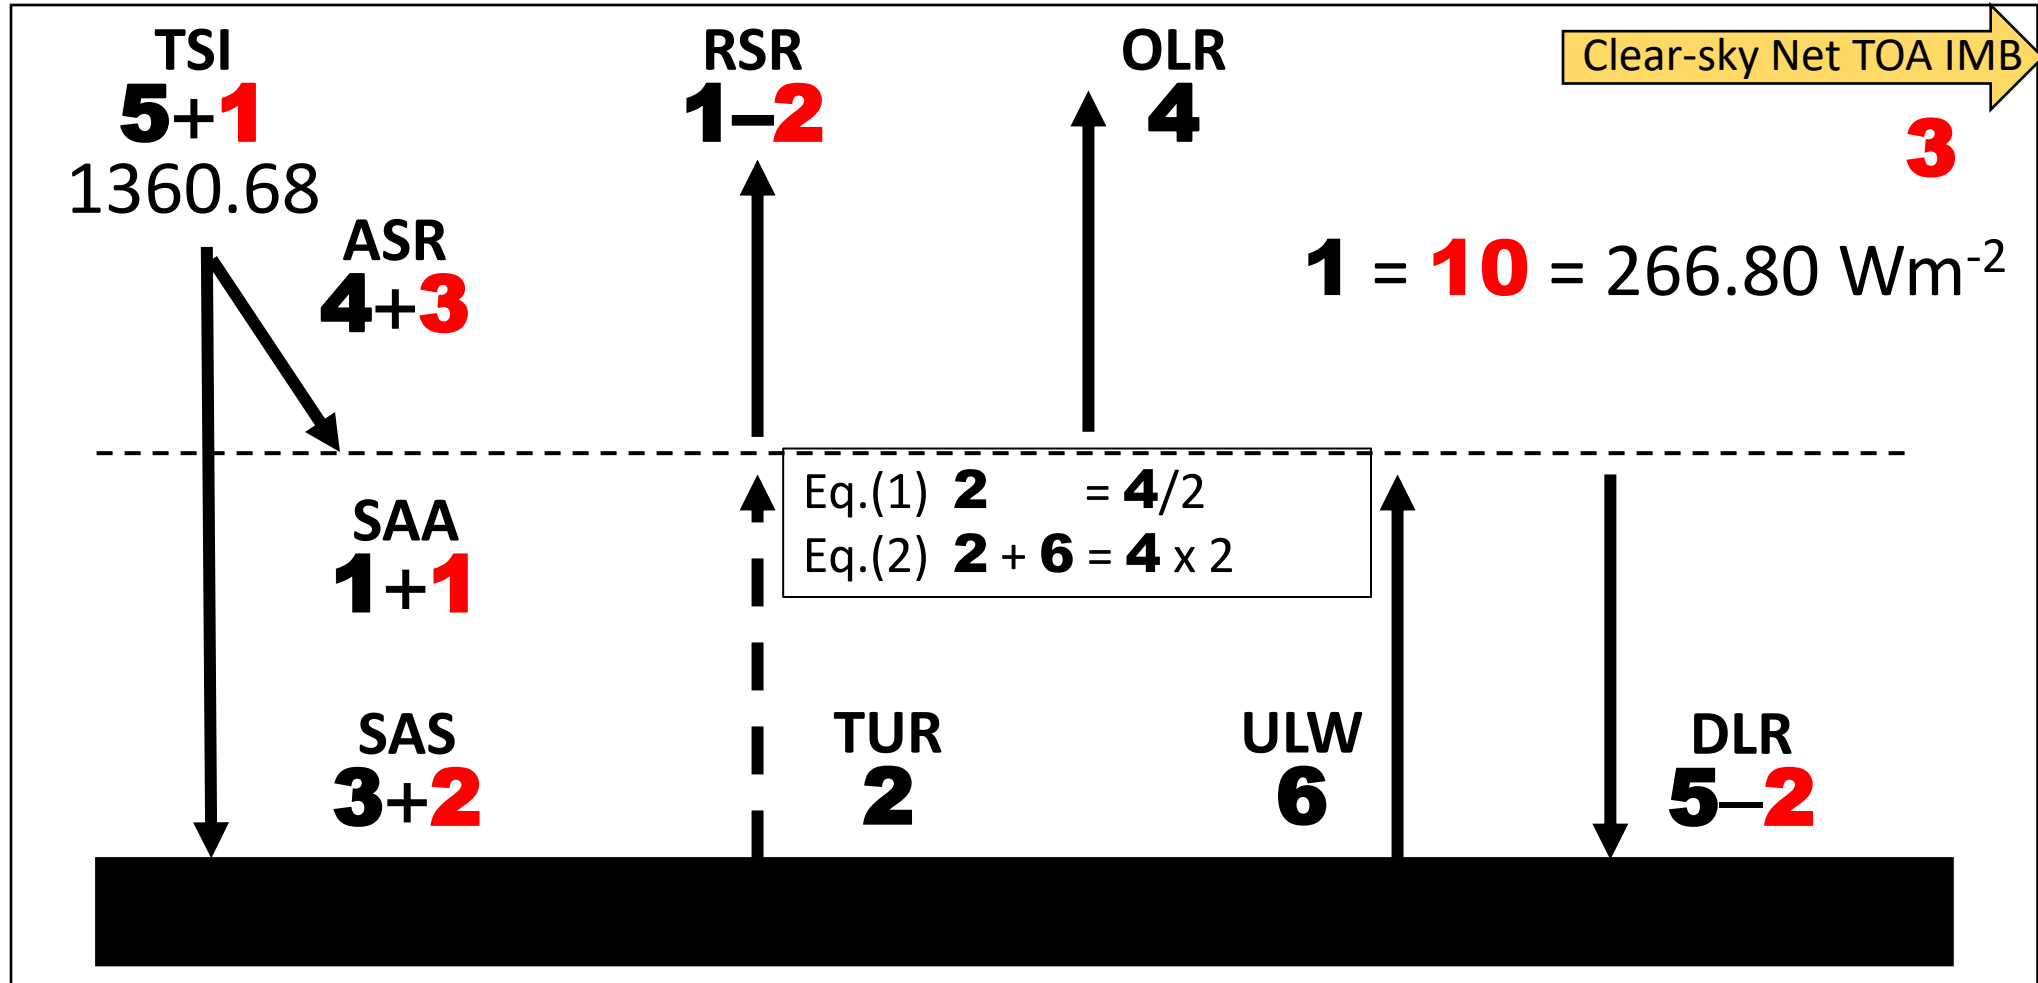 TSI
5+1
1360.68
RSR
1–2
OLR
4
Clear-sky Net TOA IMB
3
ASR
4+3
1 = 10 = 266.80 Wm⁻²
Eq.(1) 2 = 4/2
Eq.(2) 2 + 6 = 4 x 2
SAA
1+1
SAS
3+2
TUR
2
ULW
6
DLR
5–2